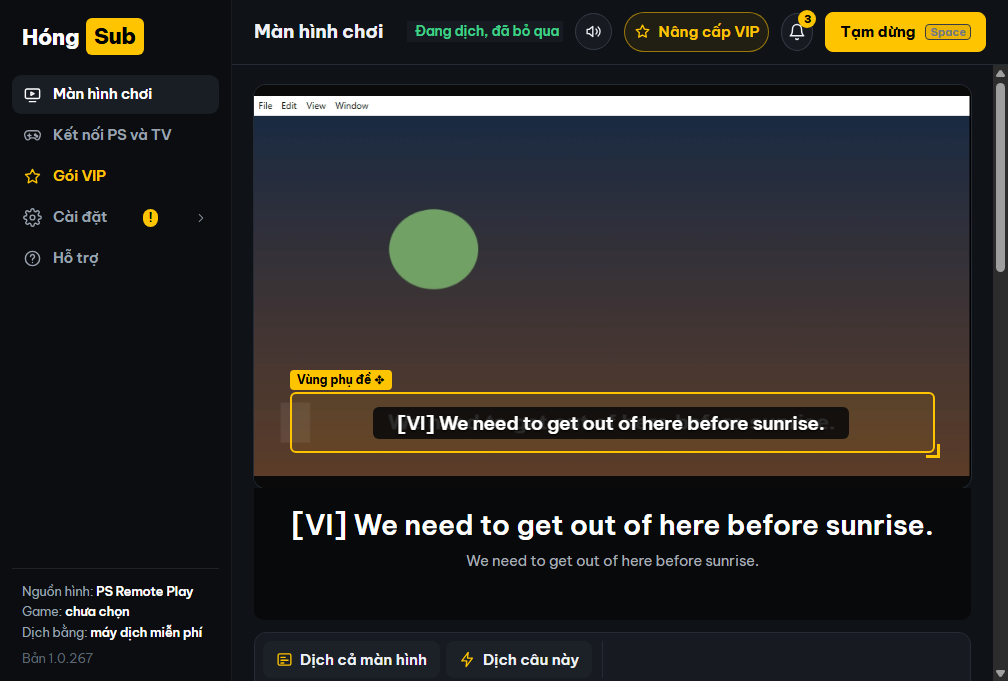 Hóng Sub
Màn hình chơi
Kết nối PS và TV
Gói VIP
Cài đặt !
Hỗ trợ
Nguồn hình: PS Remote Play
Game: chưa chọn
Dịch bằng: máy dịch miễn phí
Bản 1.0.267
Màn hình chơi
Đang dịch, đã bỏ qua
Nâng cấp VIP
3
Tạm dừng Space
File Edit View Window
Vùng phụ đề
[VI] We need to get out of here before sunrise.
[VI] We need to get out of here before sunrise.
We need to get out of here before sunrise.
Dịch cả màn hình
Dịch câu này